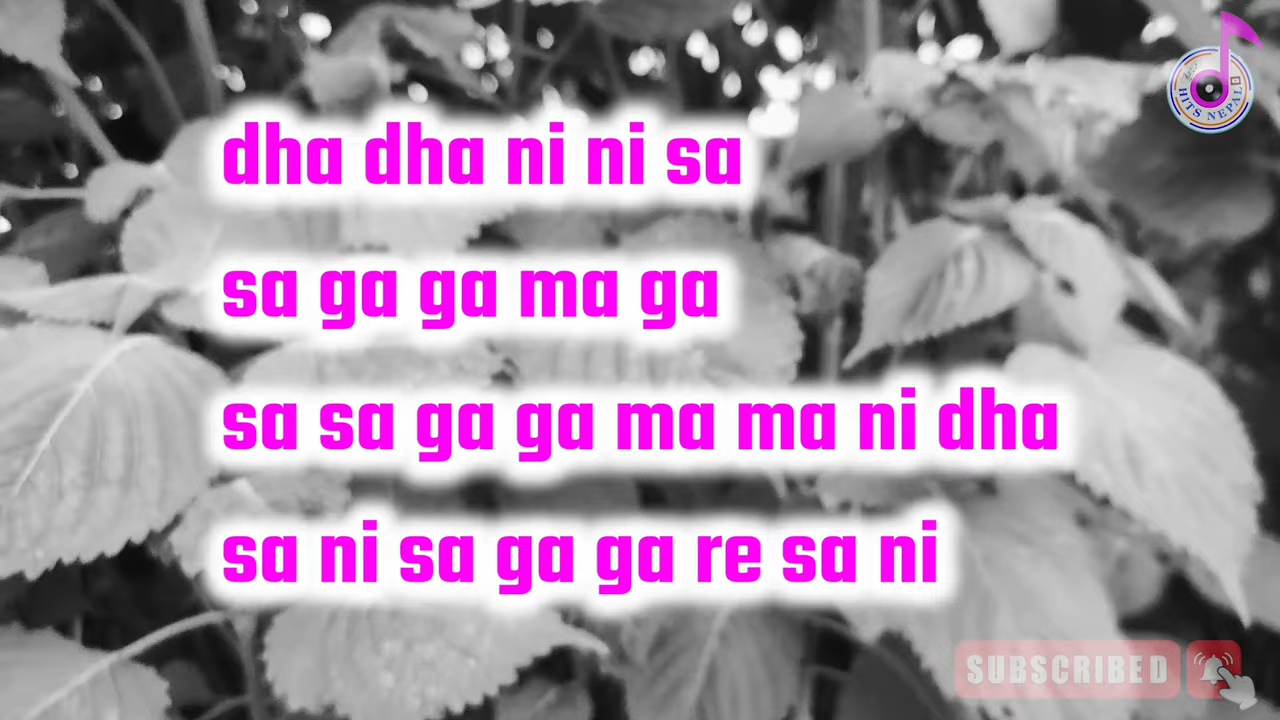 dha dha ni ni sa
sa ga ga ma ga
sa sa ga ga ma ma ni dha
sa ni sa ga ga re sa ni
HITS NEPAL
SUBSCRIBED